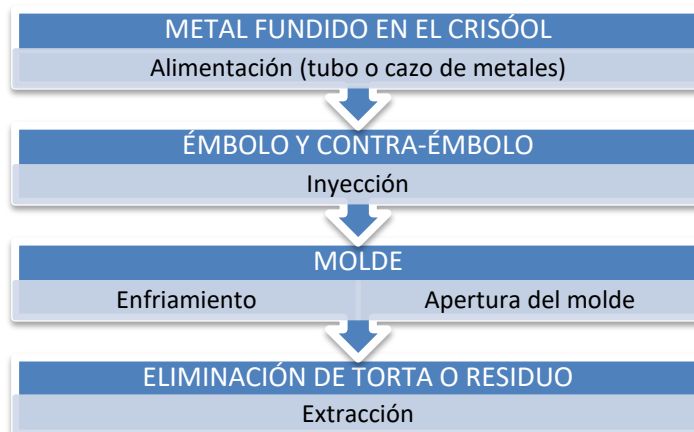 METAL FUNDIDO EN EL CRISÓOL
Alimentación (tubo o cazo de metales)
ÉMBOLO Y CONTRA-ÉMBOLO
Inyección
MOLDE
Enfriamiento
Apertura del molde
ELIMINACIÓN DE TORTA O RESIDUO
Extracción